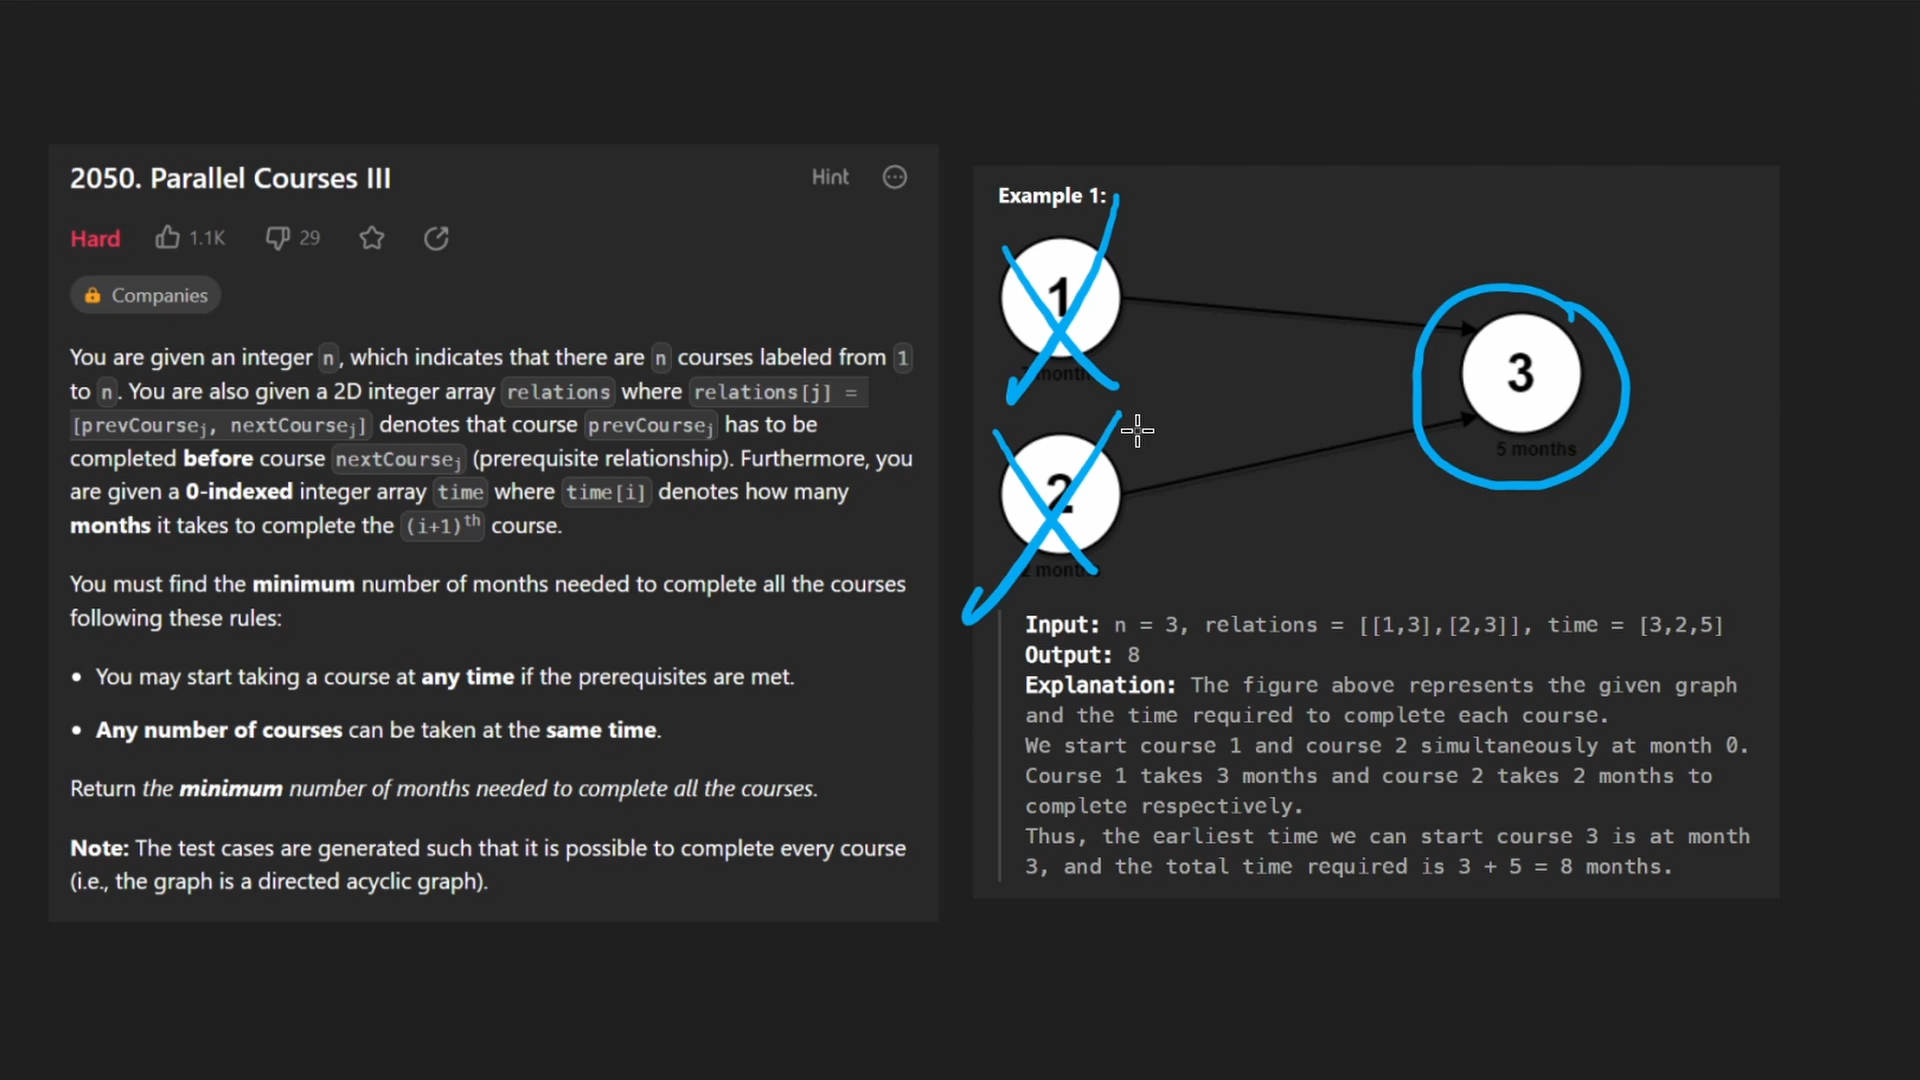 2050. Parallel Courses III
Hint
Hard 1.1K 29
Companies
You are given an integer n, which indicates that there are n courses labeled from 1
to n. You are also given a 2D integer array relations where relations[j] =
[prevCoursej, nextCoursej] denotes that course prevCoursej has to be
completed before course nextCoursej (prerequisite relationship). Furthermore, you
are given a 0-indexed integer array time where time[i] denotes how many
months it takes to complete the (i+1)th course.
You must find the minimum number of months needed to complete all the courses
following these rules:
• You may start taking a course at any time if the prerequisites are met.
• Any number of courses can be taken at the same time.
Return the minimum number of months needed to complete all the courses.
Note: The test cases are generated such that it is possible to complete every course
(i.e., the graph is a directed acyclic graph).
Example 1:
1
month
3
5 months
2
2 months
Input: n = 3, relations = [[1,3],[2,3]], time = [3,2,5]
Output: 8
Explanation: The figure above represents the given graph
and the time required to complete each course.
We start course 1 and course 2 simultaneously at month 0.
Course 1 takes 3 months and course 2 takes 2 months to
complete respectively.
Thus, the earliest time we can start course 3 is at month
3, and the total time required is 3 + 5 = 8 months.